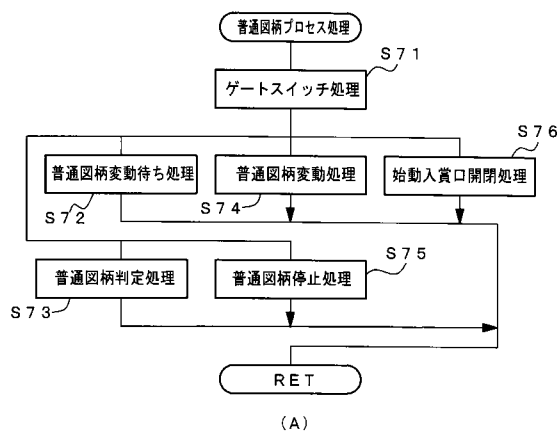 普通図柄プロセス処理
S71
ゲートスイッチ処理
S76
普通図柄変動待ち処理
普通図柄変動処理
始動入賞口開閉処理
S72
S74
S75
普通図柄判定処理
普通図柄停止処理
S73
RET
(A)